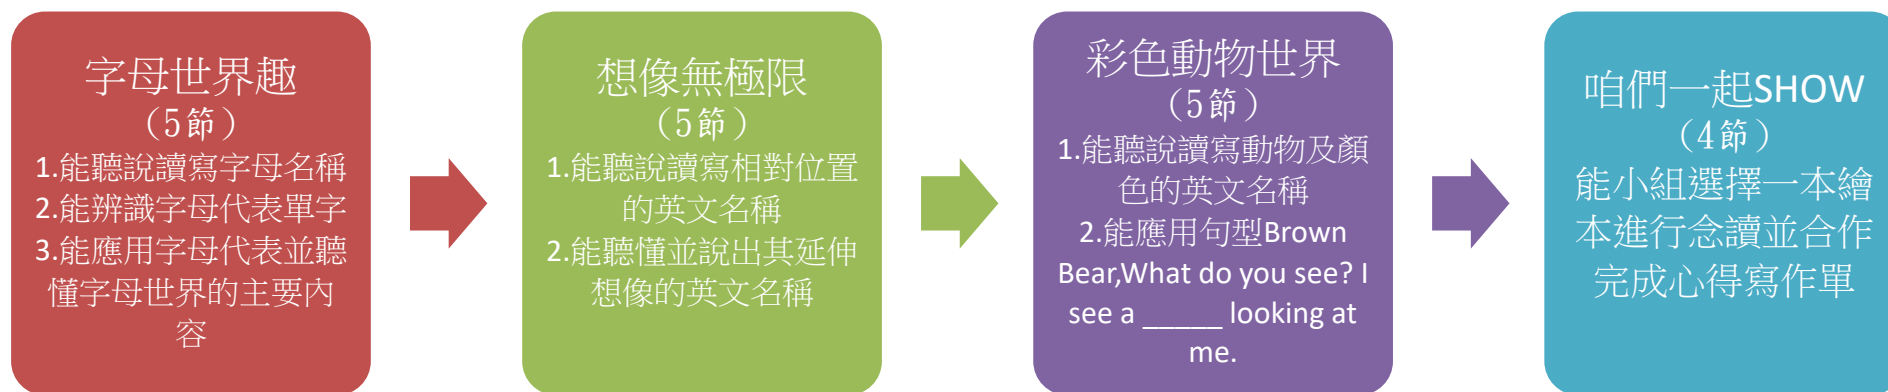 字母世界趣
（5節）
1.能聽說讀寫字母名稱
2.能辨識字母代表單字
3.能應用字母代表並聽
懂字母世界的主要內
容
想像無極限
（5節）
1.能聽說讀寫相對位置
的英文名稱
2.能聽懂並說出其延伸
想像的英文名稱
彩色動物世界
（5節）
1.能聽說讀寫動物及顏
色的英文名稱
2.能應用句型Brown
Bear,What do you see? I
see a _____ looking at
me.
咱們一起SHOW
（4節）
能小組選擇一本繪
本進行念讀並合作
完成心得寫作單